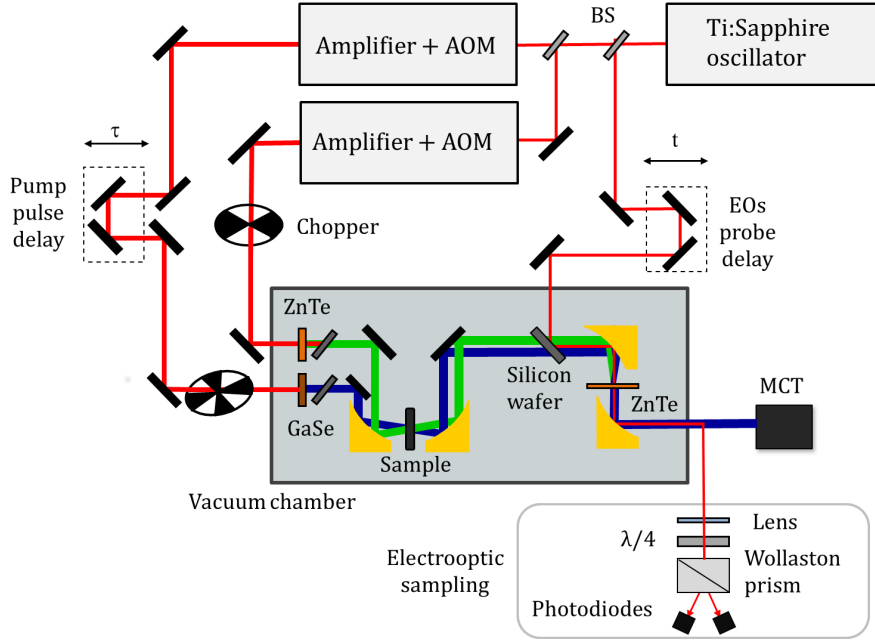 BS
Amplifier + AOM
Ti:Sapphire
oscillator
Amplifier + AOM
τ
t
Pump
pulse
delay
Chopper
EOs
probe
delay
ZnTe
GaSe
Sample
Silicon
wafer
ZnTe
MCT
Vacuum chamber
Electrooptic
sampling
Lens
λ/4
Wollaston
prism
Photodiodes